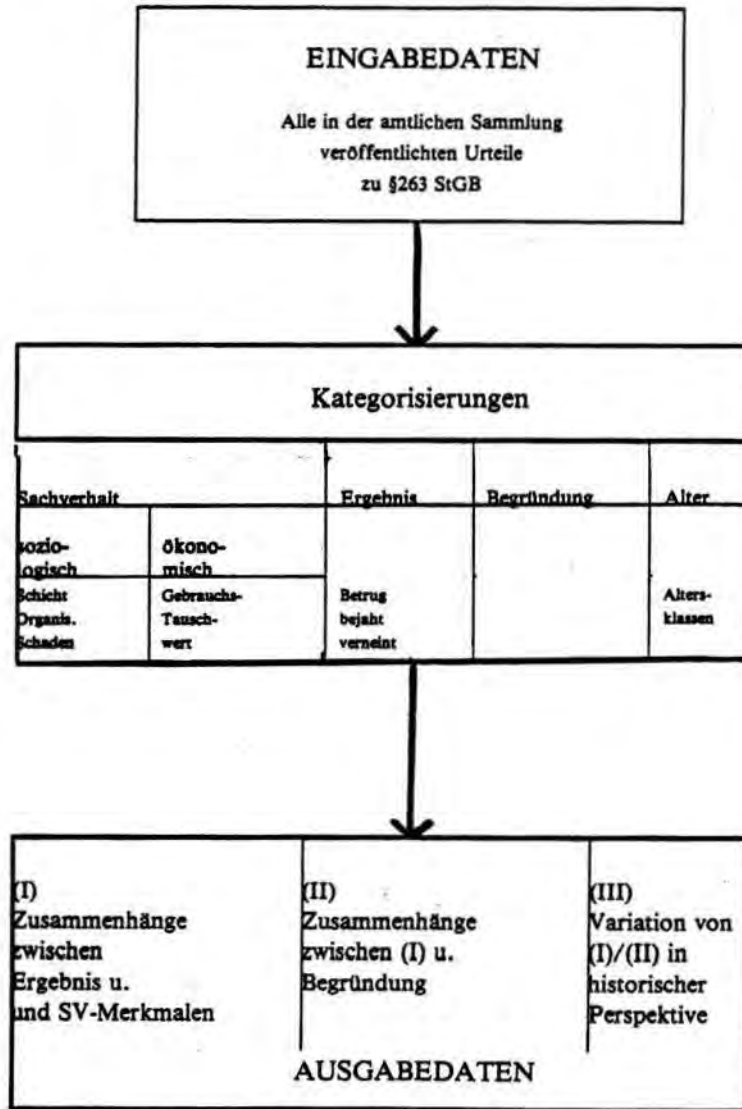 EINGABEDATEN
Alle in der amtlichen Sammlung
veröffentlichten Urteile
zu §263 StGB
Kategorisierungen
Sachverhalt Ergebnis Begründung Alter
sozio- ökono-
logisch misch
Schicht Gebrauchs- Betrug Alters-
Organis. Tausch- bejaht klassen
Schaden wert verneint
(I) (II) (III)
Zusammenhänge Zusammenhänge Variation von
zwischen zwischen (I) u. (I)/(II) in
Ergebnis u. Begründung historischer
und SV-Merkmalen Perspektive
AUSGABEDATEN